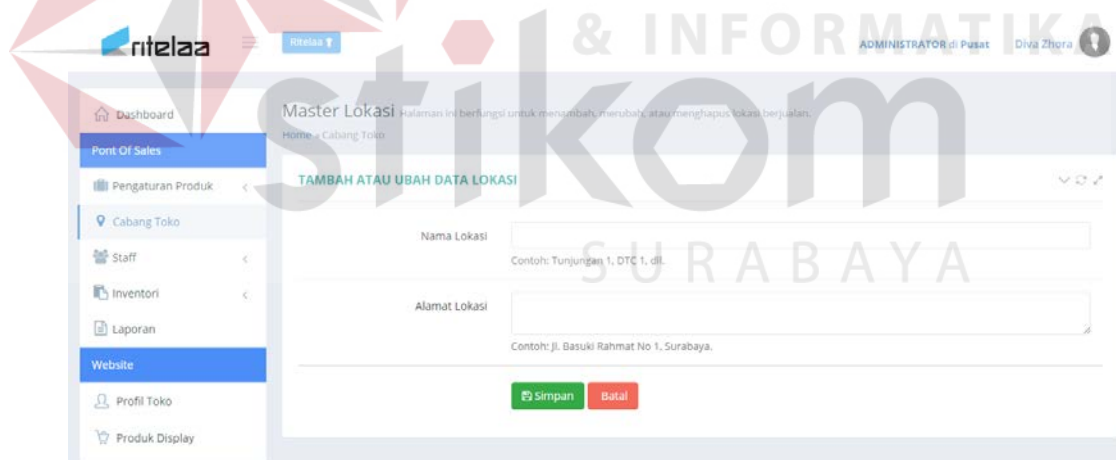 & INFORMATIKA
ritelaa
Ritelaa
ADMINISTRATOR di Pusat
Diva Zhora
stikom
SURABAYA
Dashboard
Pont Of Sales
Pengaturan Produk
Cabang Toko
Staff
Inventori
Laporan
Website
Profil Toko
Produk Display
Master Lokasi Halaman ini berfungsi untuk menambah, merubah, atau menghapus lokasi berjualan.
Home » Cabang Toko
TAMBAH ATAU UBAH DATA LOKASI
Nama Lokasi
Contoh: Tunjungan 1, DTC 1, dll.
Alamat Lokasi
Contoh: Jl. Basuki Rahmat No 1, Surabaya.
Simpan
Batal